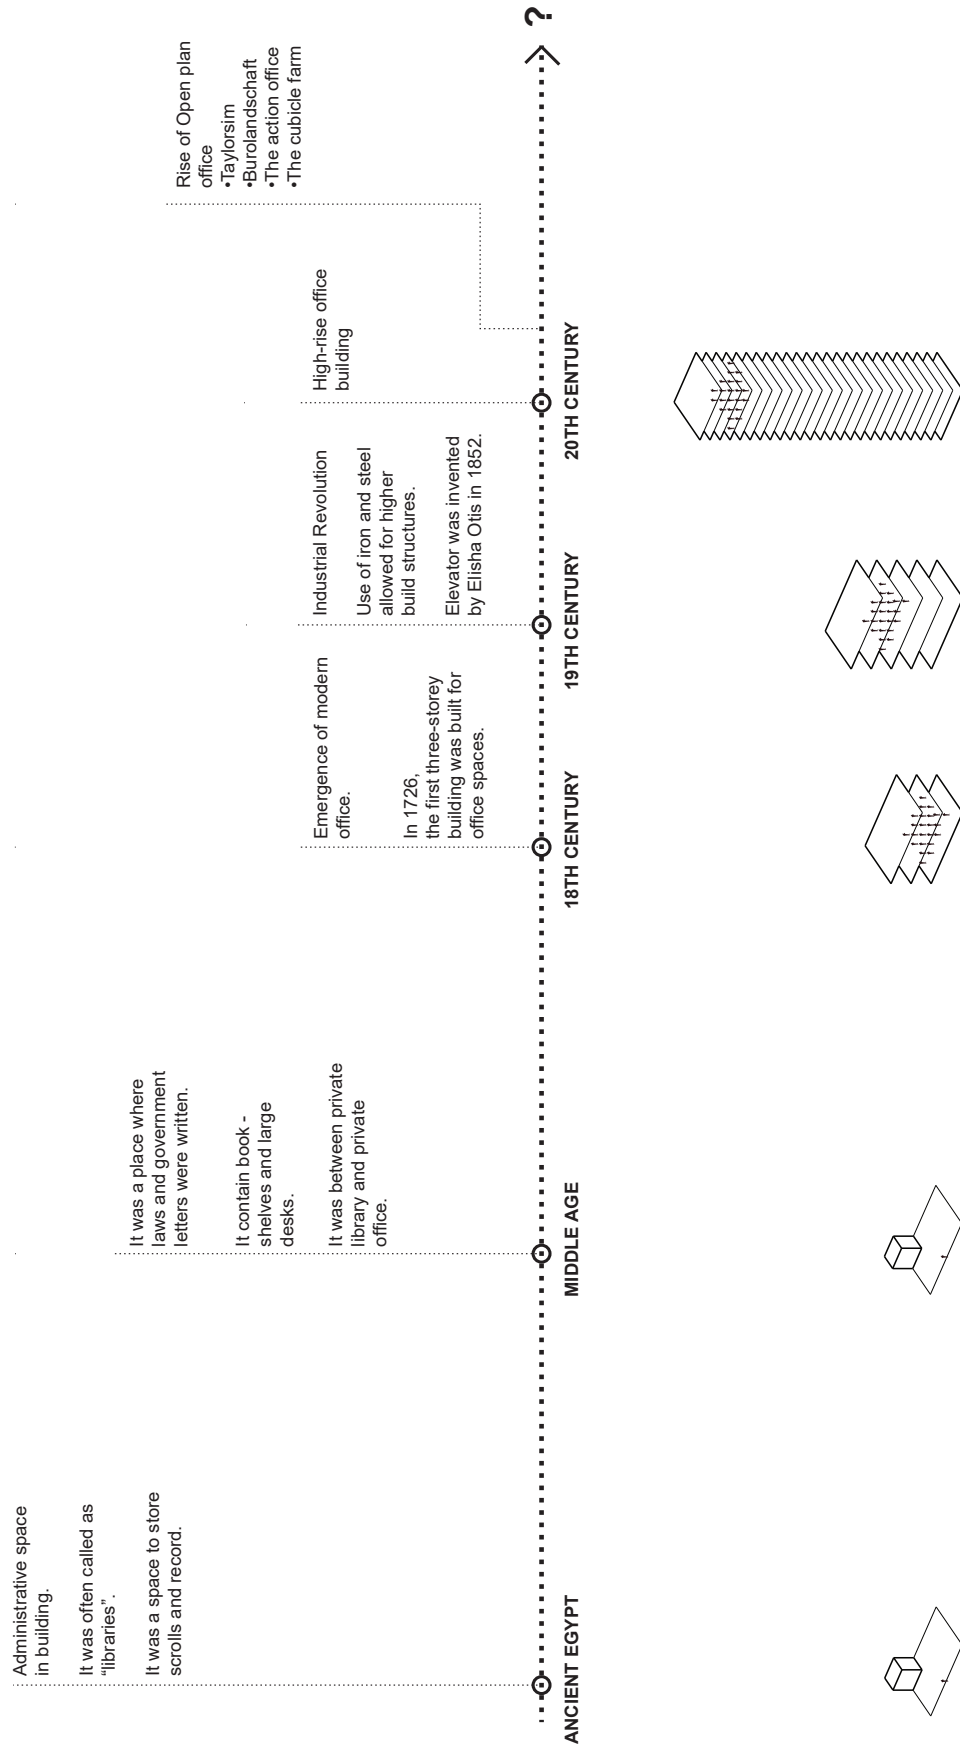 Administrative space
in building.
It was often called as
“libraries”.
It was a space to store
scrolls and record.
ANCIENT EGYPT
It was a place where
laws and government
letters were written.
It contain book -
shelves and large
desks.
It was between private
library and private
office.
MIDDLE AGE
Emergence of modern
office.
In 1726,
the first three-storey
building was built for
office spaces.
18TH CENTURY
Industrial Revolution
Use of iron and steel
allowed for higher
build structures.
Elevator was invented
by Elisha Otis in 1852.
19TH CENTURY
High-rise office
building
20TH CENTURY
Rise of Open plan
office
•Taylorsim
•Burolandschaft
•The action office
•The cubicle farm
?